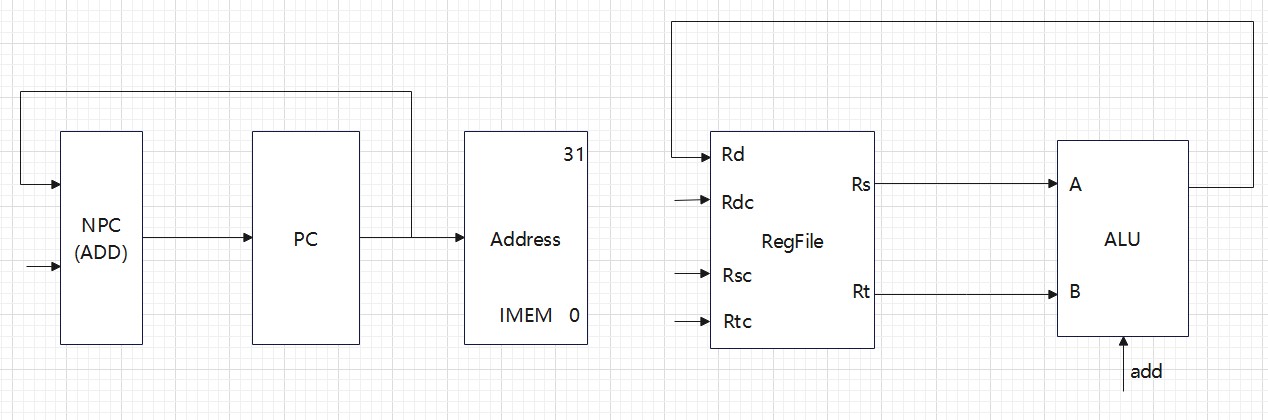 NPC
(ADD)
PC
31
Address
IMEM 0
Rd
Rdc
RegFile
Rsc
Rtc
Rs
Rt
A
ALU
B
add